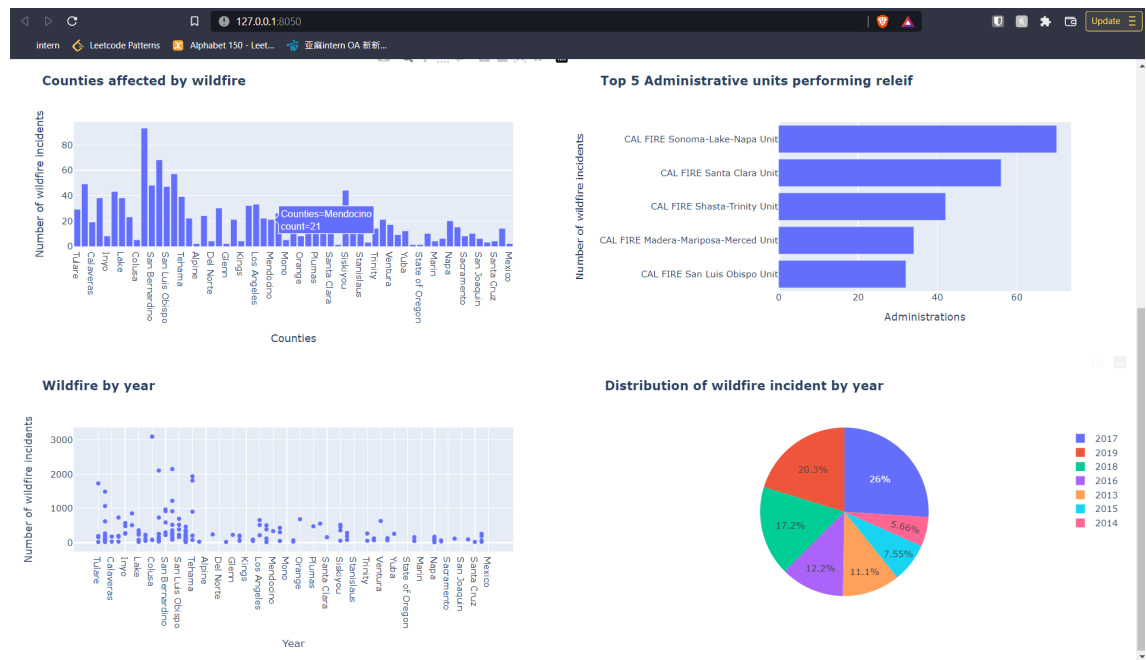 127.0.0.1:8050
Update
intern
Leetcode Patterns
Alphabet 150 - Leet...
亚麻intern OA 新新...
Counties affected by wildfire
Number of wildfire incidents
80
60
40
20
0
Counties=Mendocino
count=21
Tulare
Calaveras
Inyo
Lake
Colusa
San Bernardino
San Luis Obispo
Tehama
Alpine
Del Norte
Glenn
Kings
Los Angeles
Mendocino
Mono
Orange
Plumas
Santa Clara
Siskiyou
Stanislaus
Trinity
Ventura
Yuba
State of Oregon
Marin
Napa
Sacramento
San Joaquin
Santa Cruz
Mexico
Counties
Top 5 Administrative units performing releif
Number of wildfire incidents
CAL FIRE Sonoma-Lake-Napa Unit
CAL FIRE Santa Clara Unit
CAL FIRE Shasta-Trinity Unit
CAL FIRE Madera-Mariposa-Merced Unit
CAL FIRE San Luis Obispo Unit
0
20
40
60
Administrations
Wildfire by year
Number of wildfire incidents
3000
2000
1000
0
Tulare
Calaveras
Inyo
Lake
Colusa
San Bernardino
San Luis Obispo
Tehama
Alpine
Del Norte
Glenn
Kings
Los Angeles
Mendocino
Mono
Orange
Plumas
Santa Clara
Siskiyou
Stanislaus
Trinity
Ventura
Yuba
State of Oregon
Marin
Napa
Sacramento
San Joaquin
Santa Cruz
Mexico
Year
Distribution of wildfire incident by year
26%
20.3%
17.2%
12.2%
11.1%
7.55%
5.66%
2017
2019
2018
2016
2013
2015
2014